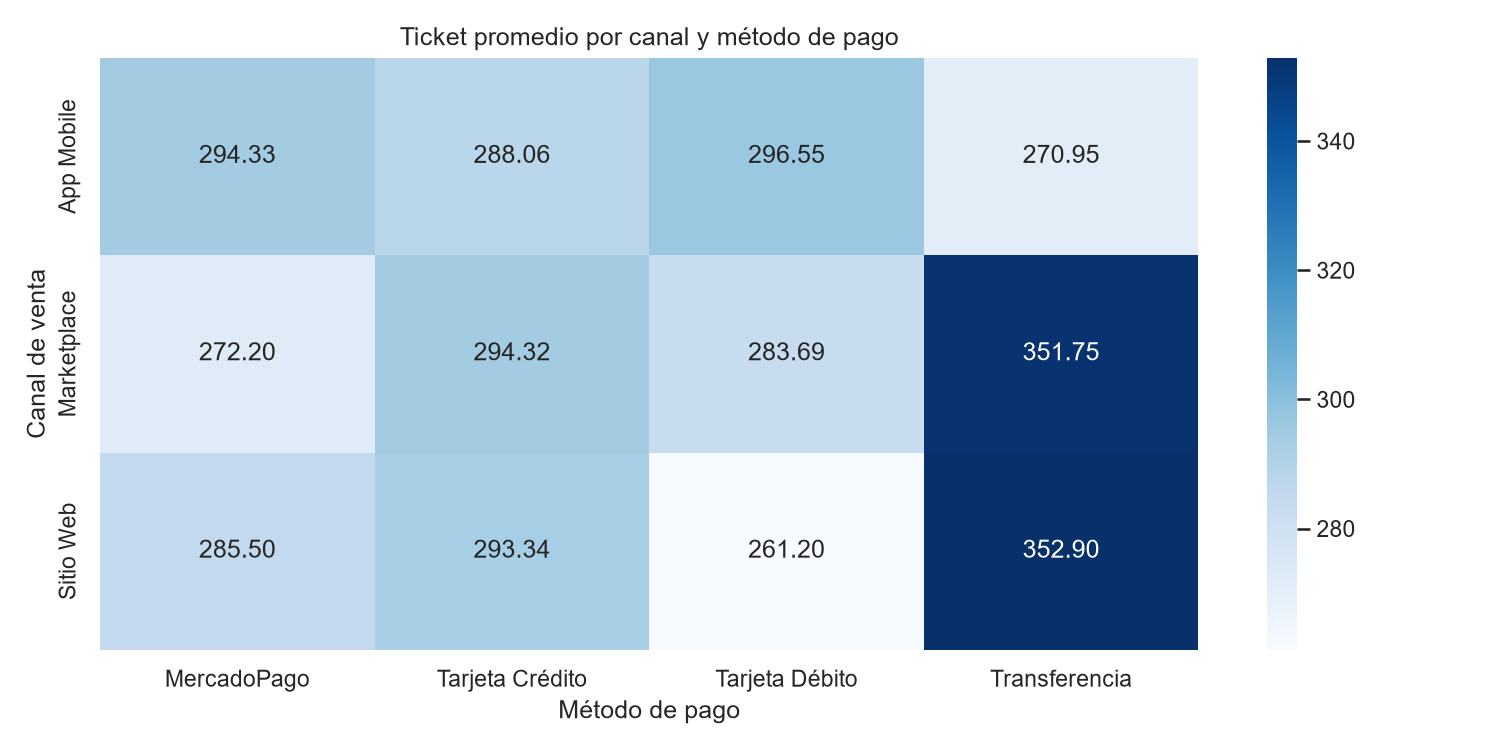 Ticket promedio por canal y método de pago
Canal de venta
App Mobile
294.33 288.06 296.55 270.95
Marketplace
272.20 294.32 283.69 351.75
Sitio Web
285.50 293.34 261.20 352.90
MercadoPago Tarjeta Crédito Tarjeta Débito Transferencia
Método de pago
340
320
300
280